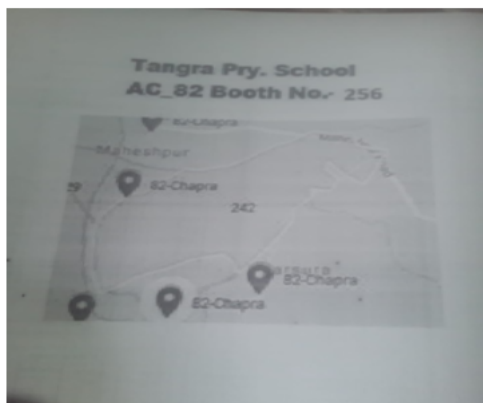 Tangra Pry. School
AC_82 Booth No.- 256
82-Chapra
Maheshpur
82-Chapra
242
82-Chapra
82-Chapra